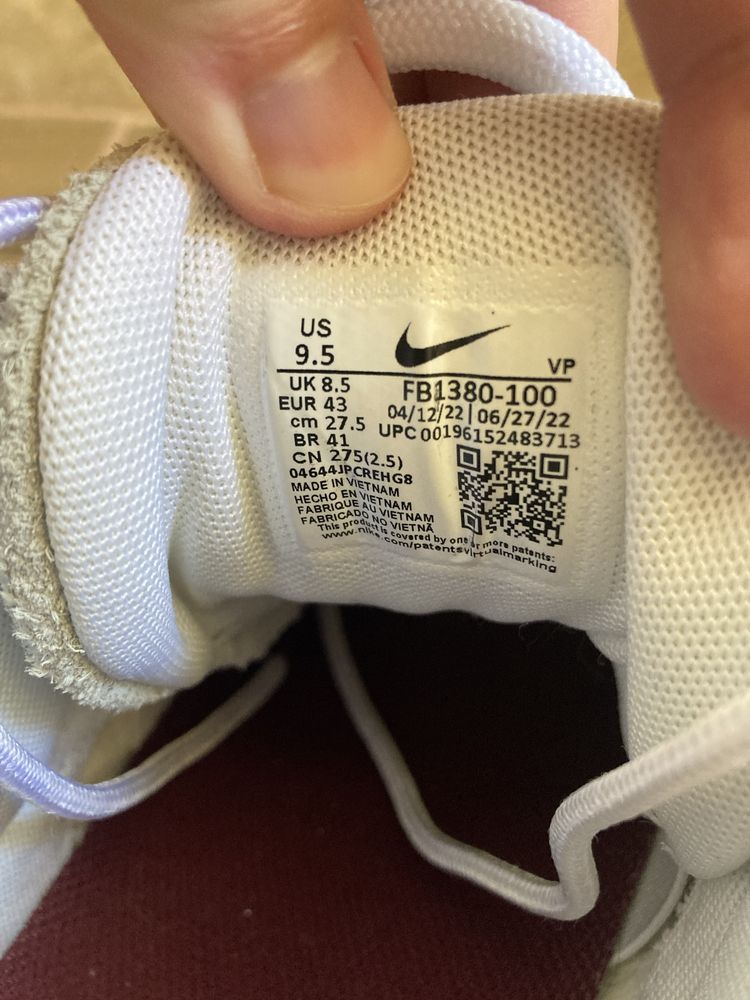 US
9.5
VP
UK 8.5
FB1380-100
EUR 43
04/12/22 | 06/27/22
cm 27.5
UPC 00196152483713
BR 41
CN 275(2.5)
04644JPCREHG8
MADE IN VIETNAM
HECHO EN VIETNAM
FABRIQUE AU VIETNAM
FABRICADO NO VIETNÃ
This product is covered by one or more patents:
www.nike.com/patentsvirtualmarking